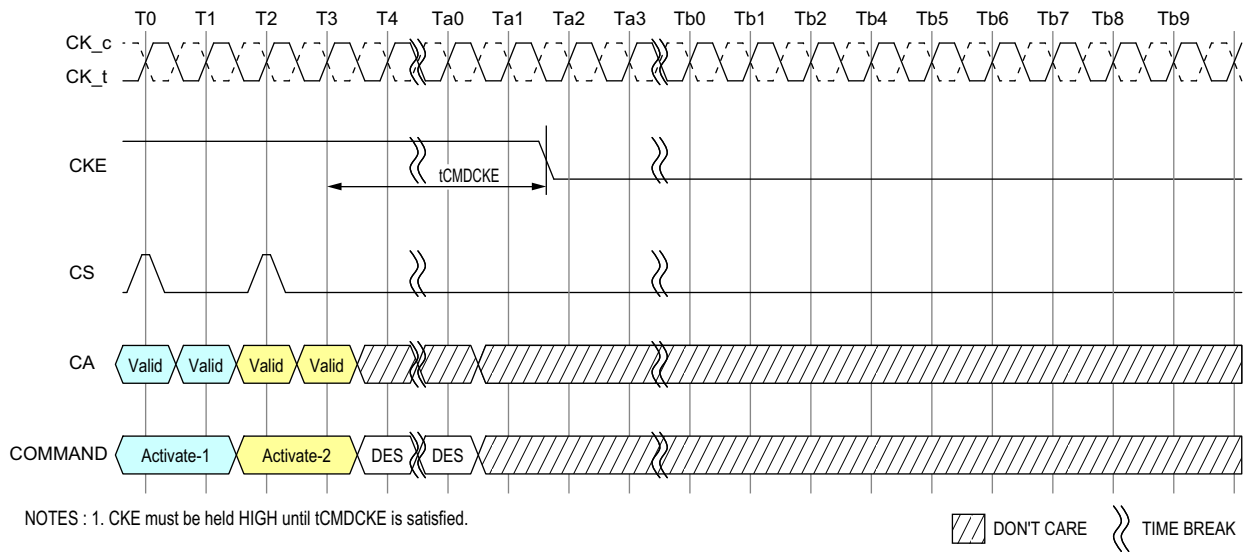 T0 T1 T2 T3 T4 Ta0 Ta1 Ta2 Ta3 Tb0 Tb1 Tb2 Tb4 Tb5 Tb6 Tb7 Tb8 Tb9
CK_c
CK_t
CKE
tCMDCKE
CS
CA Valid Valid Valid Valid
COMMAND Activate-1 Activate-2 DES DES
NOTES : 1. CKE must be held HIGH until tCMDCKE is satisfied.
DON'T CARE TIME BREAK